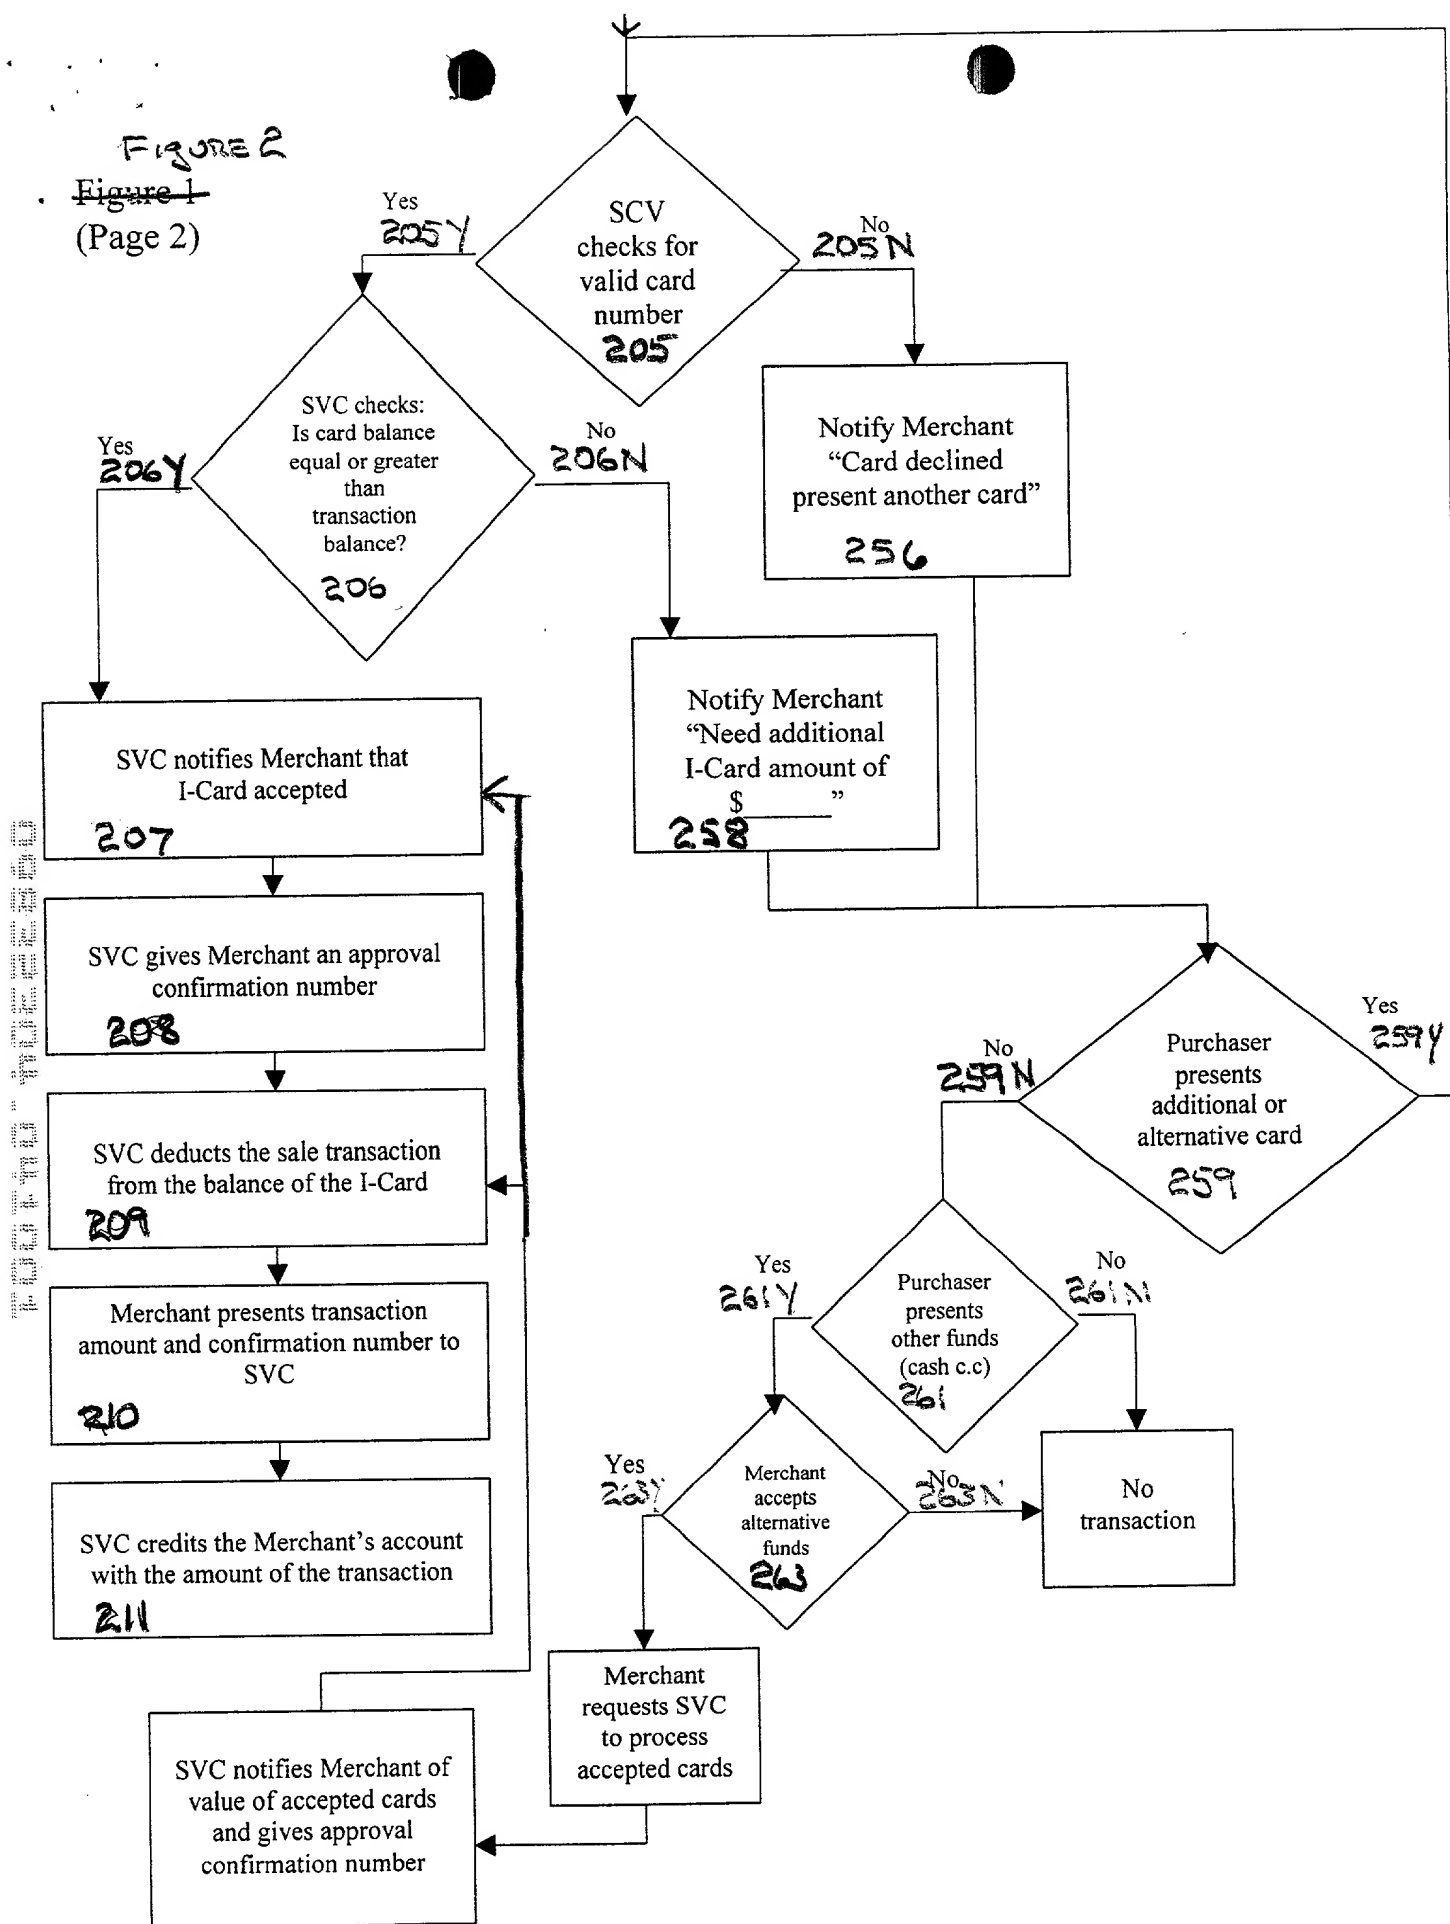 FIGURE 2
Figure 1
(Page 2)
Yes
205Y
SCV
checks for
valid card
number
205
No
205N
Yes
206Y
SVC checks:
Is card balance
equal or greater
than
transaction
balance?
206
No
206N
Notify Merchant
“Card declined
present another card”
256
SVC notifies Merchant that
I-Card accepted
207
Notify Merchant
“Need additional
I-Card amount of
$______”
258
SVC gives Merchant an approval
confirmation number
208
SVC deducts the sale transaction
from the balance of the I-Card
209
No
259N
Purchaser
presents
additional or
alternative card
259
Yes
259Y
Merchant presents transaction
amount and confirmation number to
SVC
210
Yes
261Y
Purchaser
presents
other funds
(cash c.c)
261
No
261N
SVC credits the Merchant’s account
with the amount of the transaction
211
Yes
263Y
Merchant
accepts
alternative
funds
263
No
263N
No
transaction
Merchant
requests SVC
to process
accepted cards
SVC notifies Merchant of
value of accepted cards
and gives approval
confirmation number